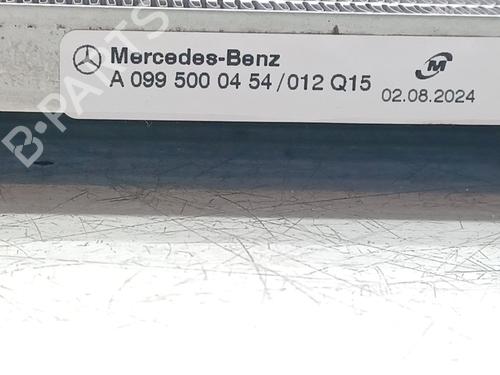 Mercedes-Benz
A 099 500 04 54/012 Q15
02.08.2024
B-PARTS